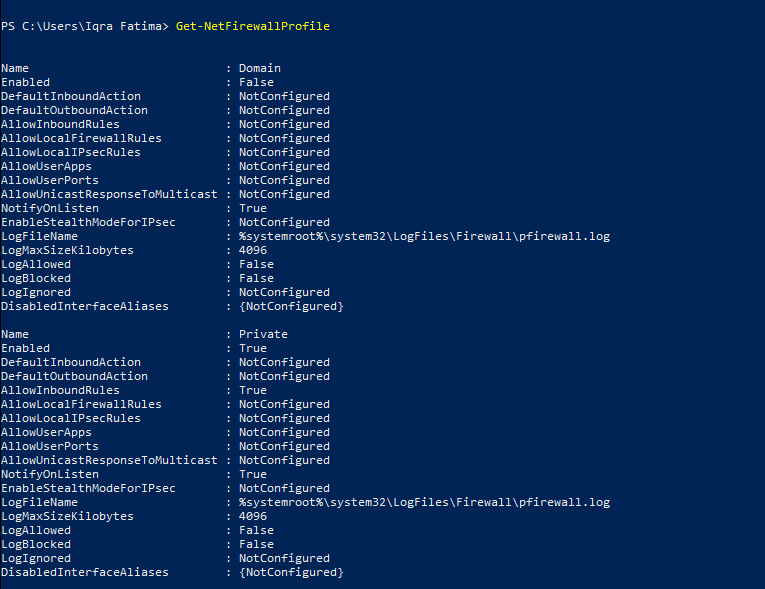 PS C:\Users\Iqra Fatima> Get-NetFirewallProfile
Name : Domain
Enabled : False
DefaultInboundAction : NotConfigured
DefaultOutboundAction : NotConfigured
AllowInboundRules : NotConfigured
AllowLocalFirewallRules : NotConfigured
AllowLocalIPsecRules : NotConfigured
AllowUserApps : NotConfigured
AllowUserPorts : NotConfigured
AllowUnicastResponseToMulticast : NotConfigured
NotifyOnListen : True
EnableStealthModeForIPsec : NotConfigured
LogFileName : %systemroot%\system32\LogFiles\Firewall\pfirewall.log
LogMaxSizeKilobytes : 4096
LogAllowed : False
LogBlocked : False
LogIgnored : NotConfigured
DisabledInterfaceAliases : {NotConfigured}
Name : Private
Enabled : True
DefaultInboundAction : NotConfigured
DefaultOutboundAction : NotConfigured
AllowInboundRules : True
AllowLocalFirewallRules : NotConfigured
AllowLocalIPsecRules : NotConfigured
AllowUserApps : NotConfigured
AllowUserPorts : NotConfigured
AllowUnicastResponseToMulticast : NotConfigured
NotifyOnListen : True
EnableStealthModeForIPsec : NotConfigured
LogFileName : %systemroot%\system32\LogFiles\Firewall\pfirewall.log
LogMaxSizeKilobytes : 4096
LogAllowed : False
LogBlocked : False
LogIgnored : NotConfigured
DisabledInterfaceAliases : {NotConfigured}